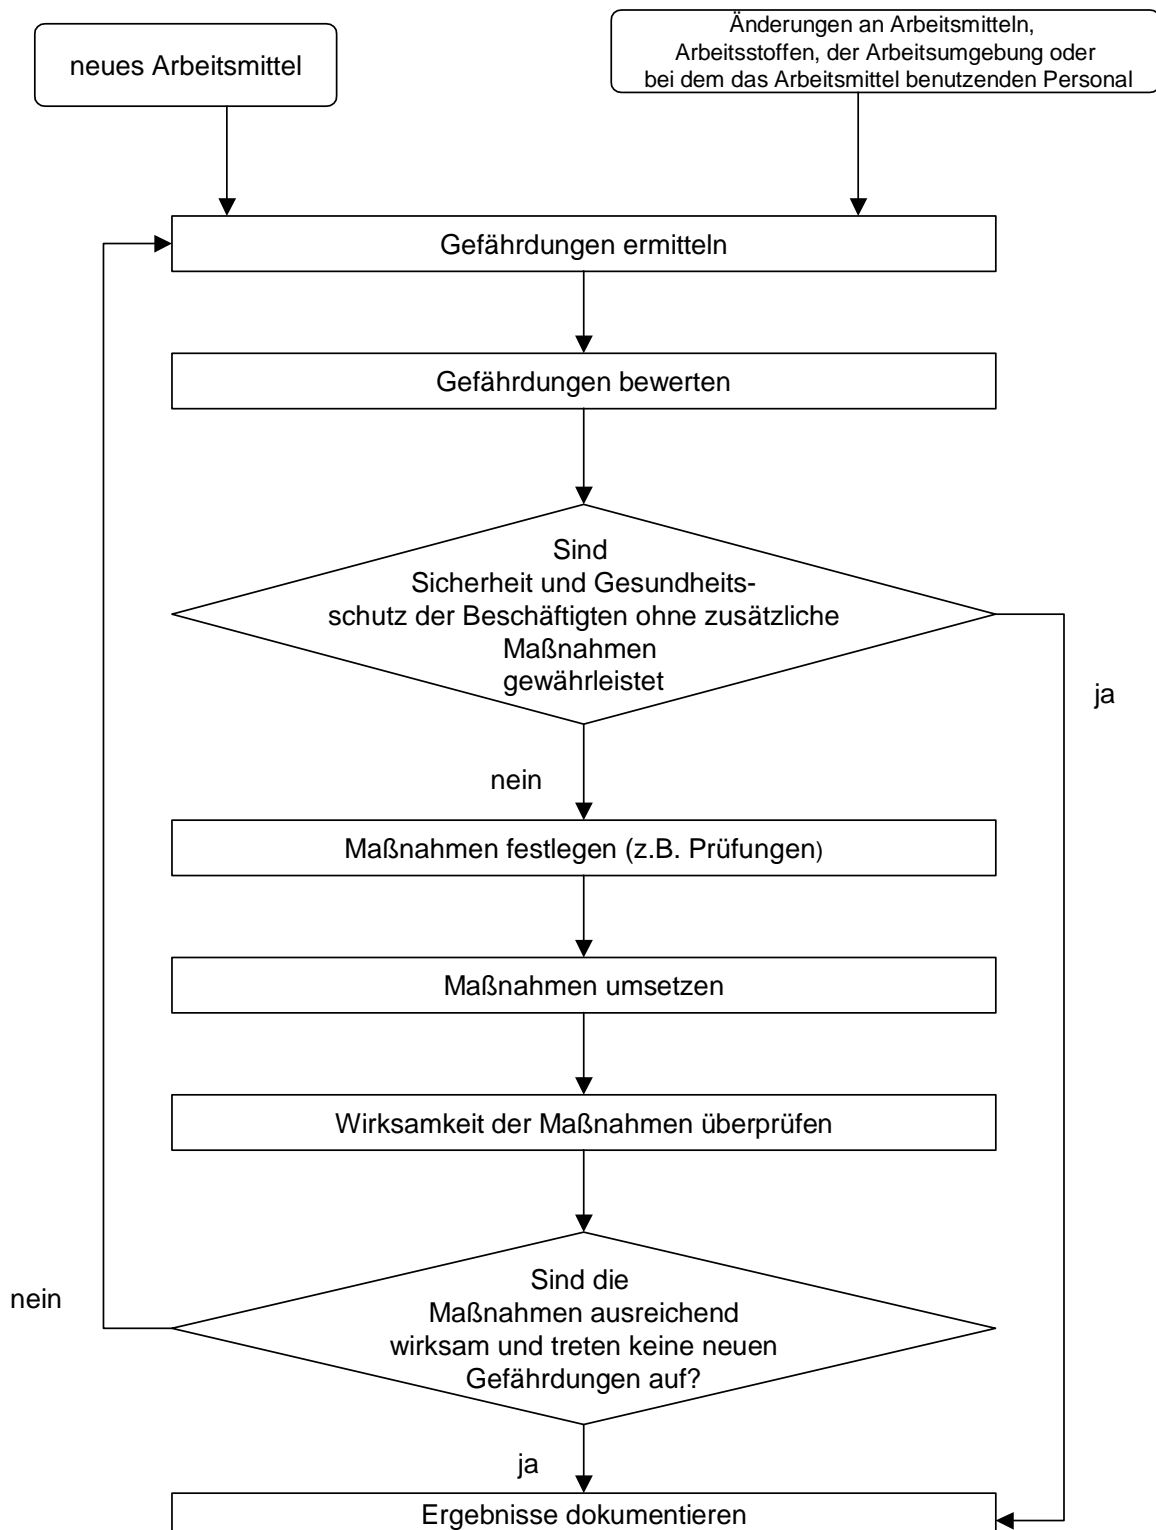 neues Arbeitsmittel
Änderungen an Arbeitsmitteln,
Arbeitsstoffen, der Arbeitsumgebung oder
bei dem das Arbeitsmittel benutzenden Personal
Gefährdungen ermitteln
Gefährdungen bewerten
Sind
Sicherheit und Gesundheits-
schutz der Beschäftigten ohne zusätzliche
Maßnahmen
gewährleistet
ja
nein
Maßnahmen festlegen (z.B. Prüfungen)
Maßnahmen umsetzen
Wirksamkeit der Maßnahmen überprüfen
nein
Sind die
Maßnahmen ausreichend
wirksam und treten keine neuen
Gefährdungen auf?
ja
Ergebnisse dokumentieren